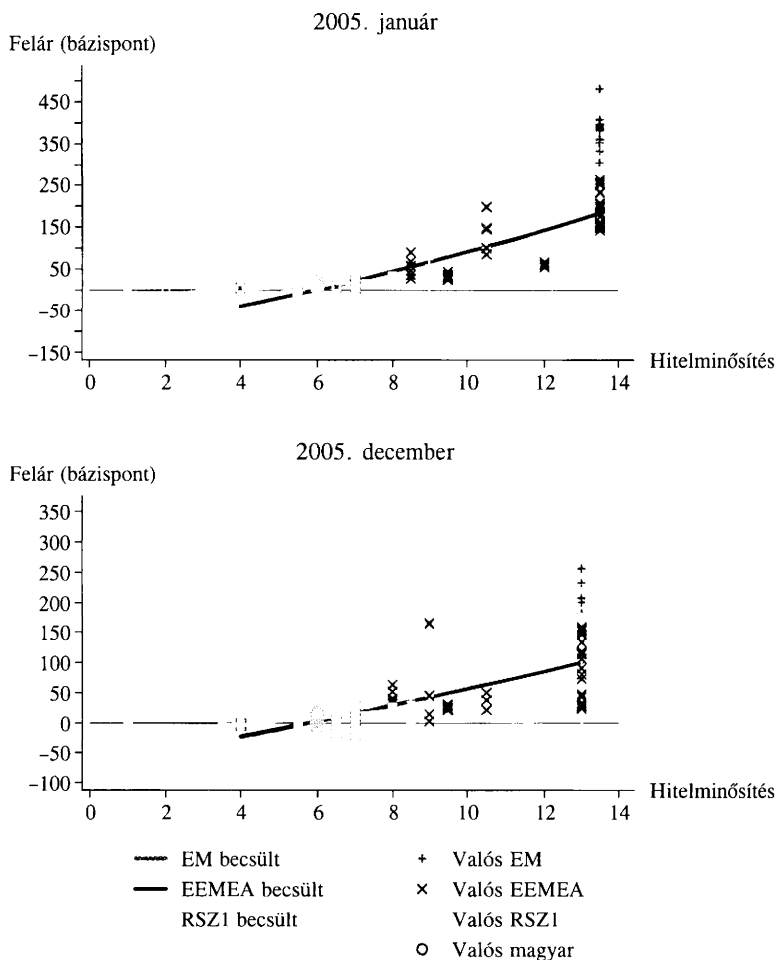 2005. január
Felár (bázispont)
450
350
250
150
50
−50
−150
0 2 4 6 8 10 12 14
Hitelminősítés
2005. december
Felár (bázispont)
350
300
250
200
150
100
50
0
−50
−100
0 2 4 6 8 10 12 14
Hitelminősítés
EM becsült
EEMEA becsült
RSZ1 becsült
Valós EM
Valós EEMEA
Valós RSZ1
Valós magyar